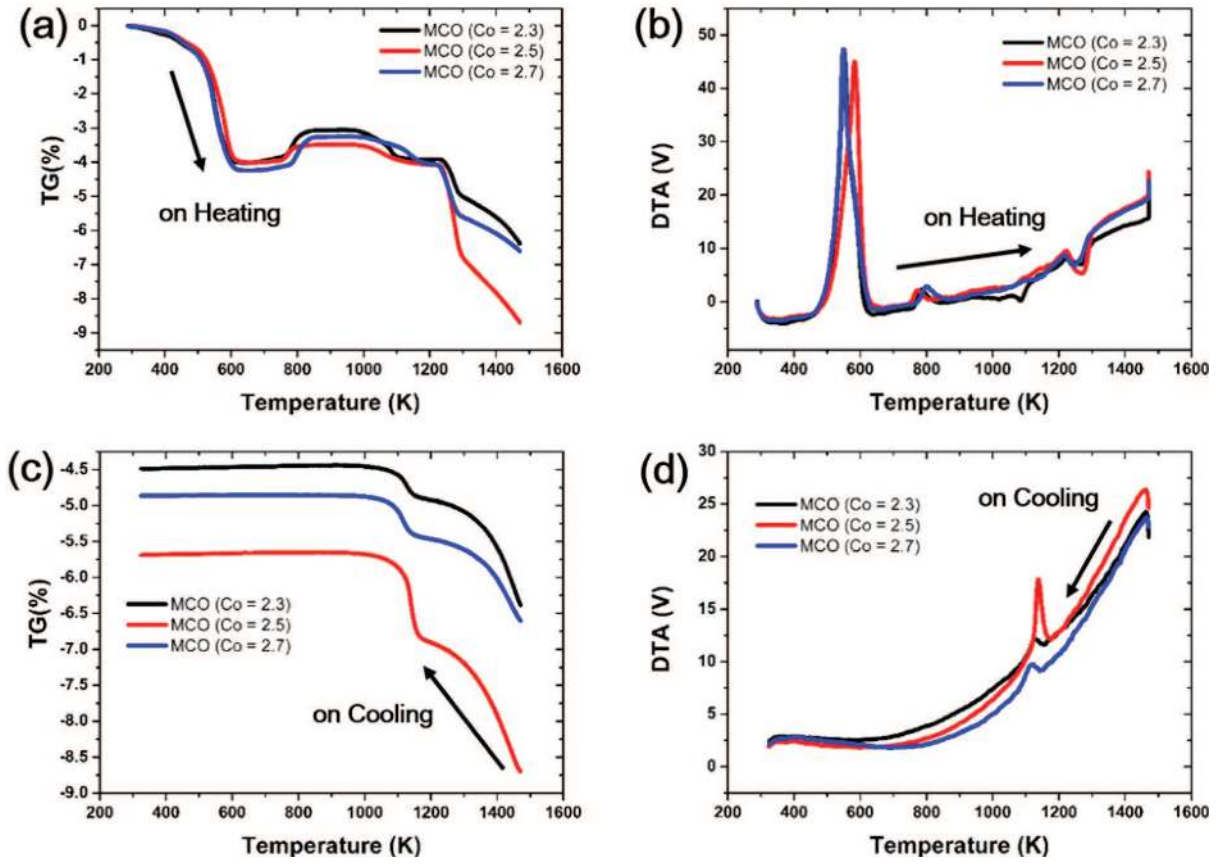 (a)
0
-1
-2
-3
-4
-5
-6
-7
-8
-9
TG(%)
MCO (Co = 2.3)
MCO (Co = 2.5)
MCO (Co = 2.7)
on Heating
200 400 600 800 1000 1200 1400 1600
Temperature (K)
(b)
50
40
30
20
10
0
DTA (V)
MCO (Co = 2.3)
MCO (Co = 2.5)
MCO (Co = 2.7)
on Heating
200 400 600 800 1000 1200 1400 1600
Temperature (K)
(c)
-4.5
-5.0
-5.5
-6.0
-6.5
-7.0
-7.5
-8.0
-8.5
-9.0
TG(%)
MCO (Co = 2.3)
MCO (Co = 2.5)
MCO (Co = 2.7)
on Cooling
200 400 600 800 1000 1200 1400 1600
Temperature (K)
(d)
30
25
20
15
10
5
0
DTA (V)
MCO (Co = 2.3)
MCO (Co = 2.5)
MCO (Co = 2.7)
on Cooling
200 400 600 800 1000 1200 1400 1600
Temperature (K)